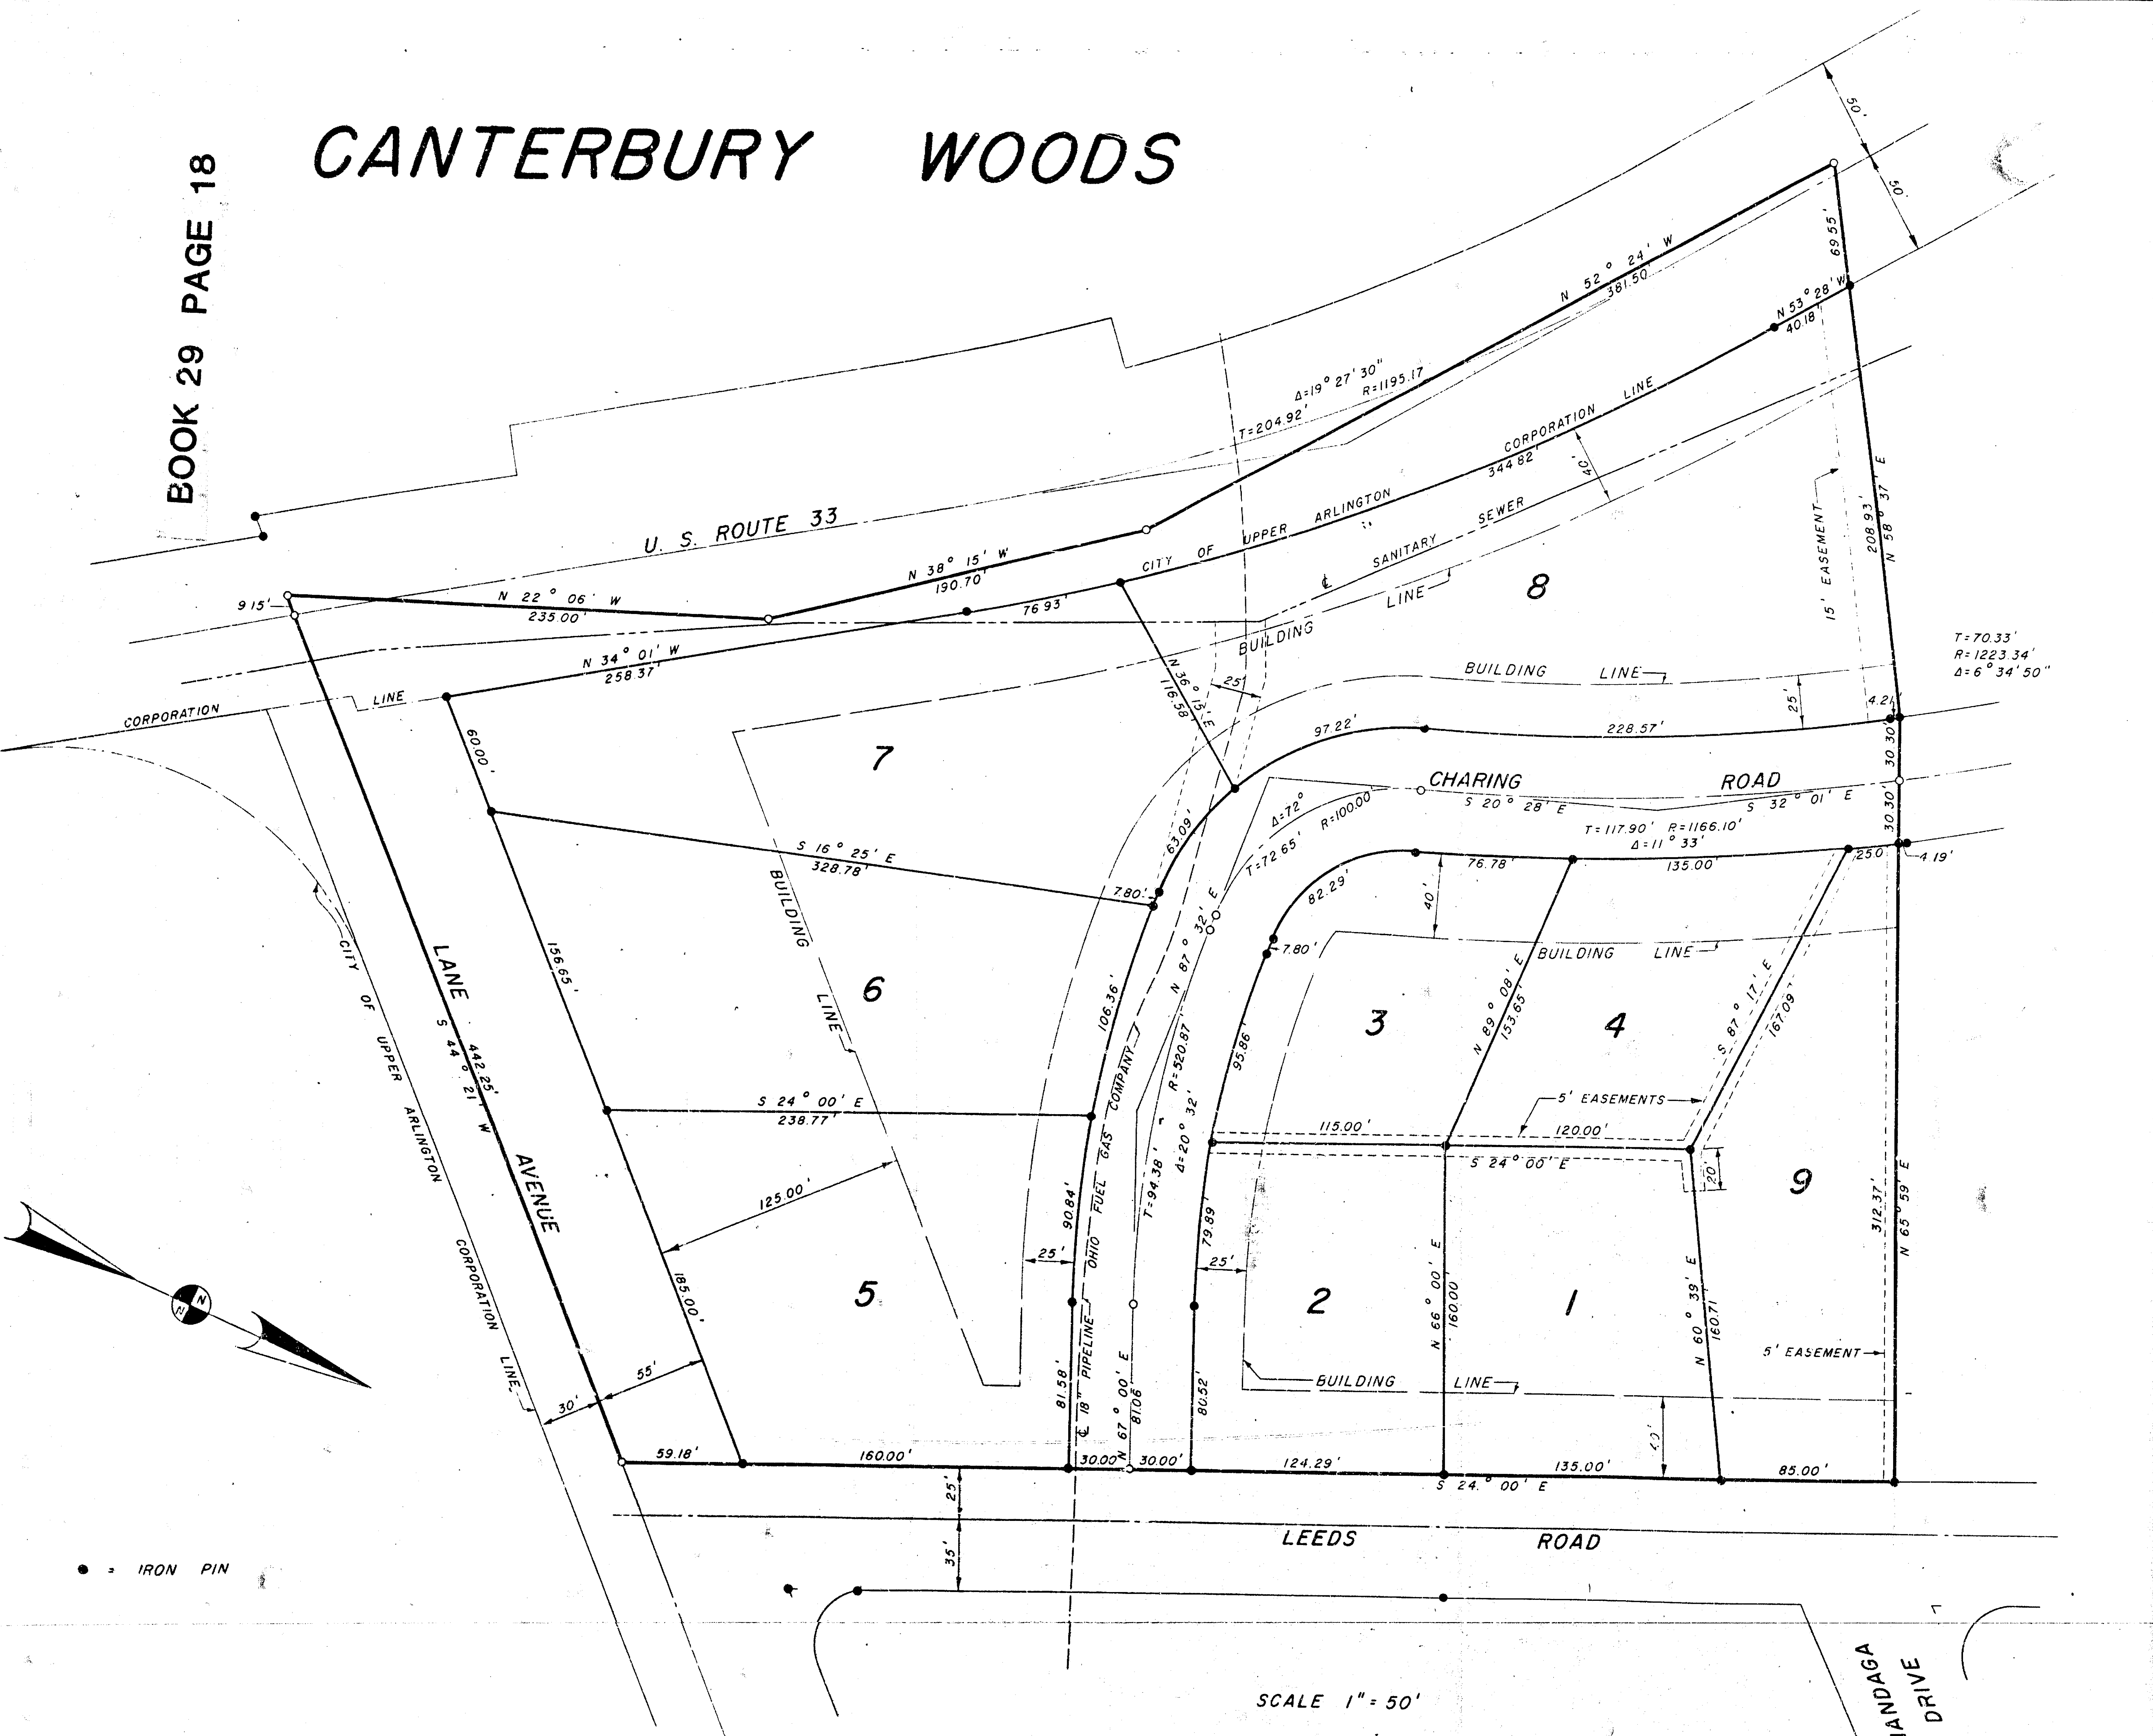 CANTERBURY WOODS
BOOK 29 PAGE 18
50'
50'
69.55'
N 52° 24' W
381.50'
N 53° 28' W
40.18'
Δ=19° 27' 30"
R=1195.17
T=204.92'
CORPORATION LINE
344.82'
40'
CITY OF UPPER ARLINGTON
U. S. ROUTE 33
N 38° 15' W
190.70'
76.93'
9.15'
N 22° 06' W
235.00'
N 34° 01' W
258.37'
CORPORATION LINE
℄ SANITARY SEWER
BUILDING LINE
8
15' EASEMENT
208.93'
N 58° 37' E
T=70.33'
R=1223.34'
Δ=6° 34' 50"
N 36° 15' E
116.58'
25'
BUILDING LINE
25'
4.21'
97.22'
228.57'
30.30'
60.00'
7
CHARING ROAD
S 20° 28' E
S 32° 01' E
30.30'
Δ=72°
R=100.00'
T=72.65'
T=117.90' R=1166.10'
Δ=11° 33'
63.09'
S 16° 25' E
328.78'
7.80'
76.78'
135.00'
25.0
4.19'
82.29'
40'
7.80'
BUILDING LINE
BUILDING LINE
LANE AVENUE
442.25'
S 44° 21' W
156.65'
6
106.36'
N 87° 32' E
R=520.87'
Δ=20° 32'
T=94.38'
95.86'
3
N 89° 08' E
153.65'
4
S 87° 17' E
167.09'
CITY OF UPPER ARLINGTON CORPORATION LINE
S 24° 00' E
238.77'
5' EASEMENTS
115.00'
120.00'
S 24° 00' E
20'
9
125.00'
185.00'
5
90.84'
25'
℄ 18" PIPELINE
OHIO FUEL GAS COMPANY
79.89'
25'
2
N 66° 00' E
160.00'
1
N 60° 39' E
160.71'
312.37'
N 65° 59' E
5' EASEMENT
BUILDING LINE
55'
30'
81.58'
N 67° 00' E
81.06'
80.52'
40'
59.18'
160.00'
30.00'
30.00'
124.29'
135.00'
85.00'
S 24° 00' E
25'
35'
LEEDS ROAD
● = IRON PIN
SCALE 1" = 50'
ANDAGA
DRIVE
N
N